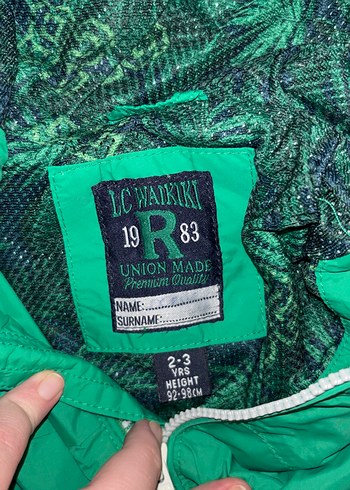 LC WAIKIKI
19 R 83
UNION MADE
Premium Quality
NAME:
SURNAME:
2-3
YRS
HEIGHT
92-98CM